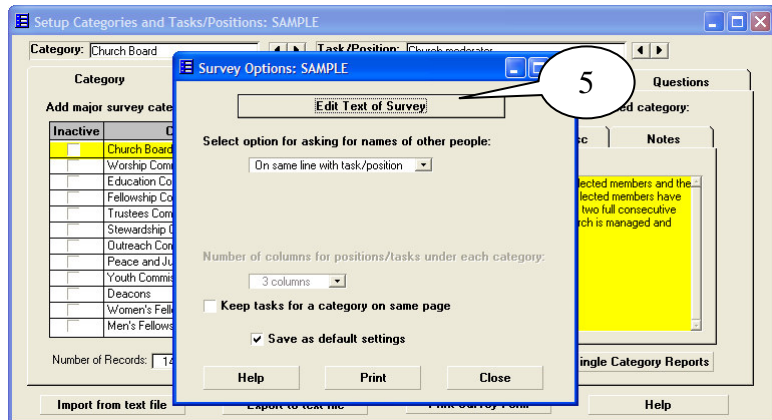 Setup Categories and Tasks/Positions: SAMPLE
Category: Church Board Task/Position: Church moderator
Survey Options: SAMPLE
5
Category Questions
Edit Text of Survey
Add major survey cate ed category:
Inactive C
Select option for asking for names of other people:
sc Notes
Church Board
On same line with task/position
Worship Com
Education Co
lected members and the
Fellowship Co
lected members have
Trustees Com
two full consecutive
Stewardship C
rch is managed and
Outreach Com
Peace and Ju
Number of columns for positions/tasks under each category:
Youth Commis
3 columns
Deacons
Women's Felle
Keep tasks for a category on same page
Men's Fellows
Save as default settings
Number of Records: 14
ingle Category Reports
Help Print Close
Import from text file Export to text file Print Survey Form Help